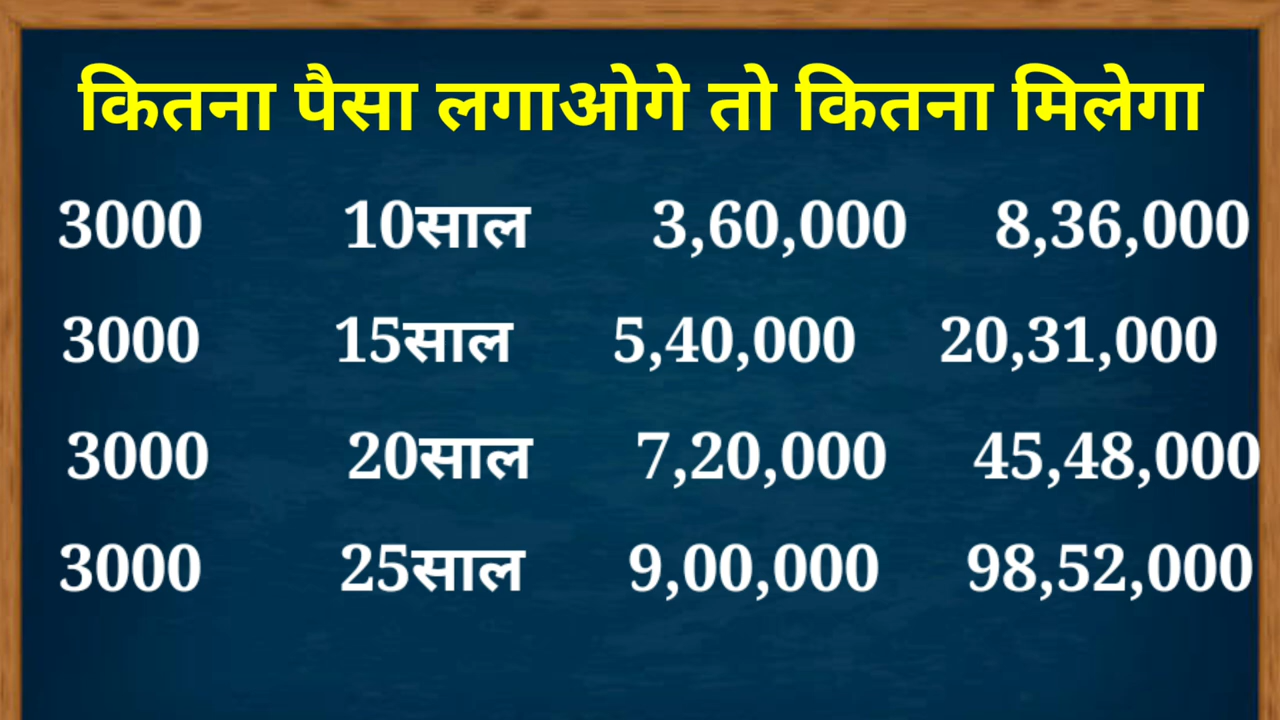 कितना पैसा लगाओगे तो कितना मिलेगा
3000 10साल 3,60,000 8,36,000
3000 15साल 5,40,000 20,31,000
3000 20साल 7,20,000 45,48,000
3000 25साल 9,00,000 98,52,000